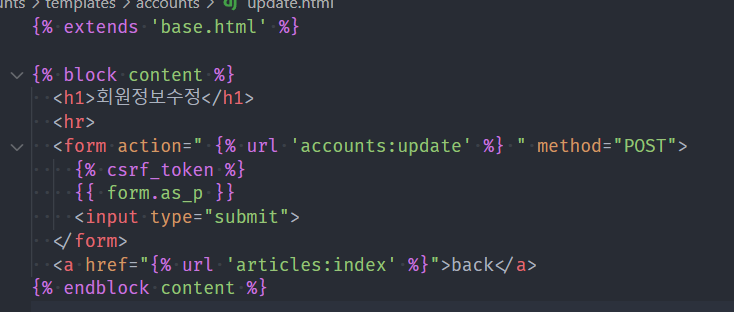 templates > accounts > update.html
{% extends 'base.html' %}
{% block content %}
<h1>회원정보수정</h1>
<hr>
<form action=" {% url 'accounts:update' %} " method="POST">
{% csrf_token %}
{{ form.as_p }}
<input type="submit">
</form>
<a href="{% url 'articles:index' %}">back</a>
{% endblock content %}